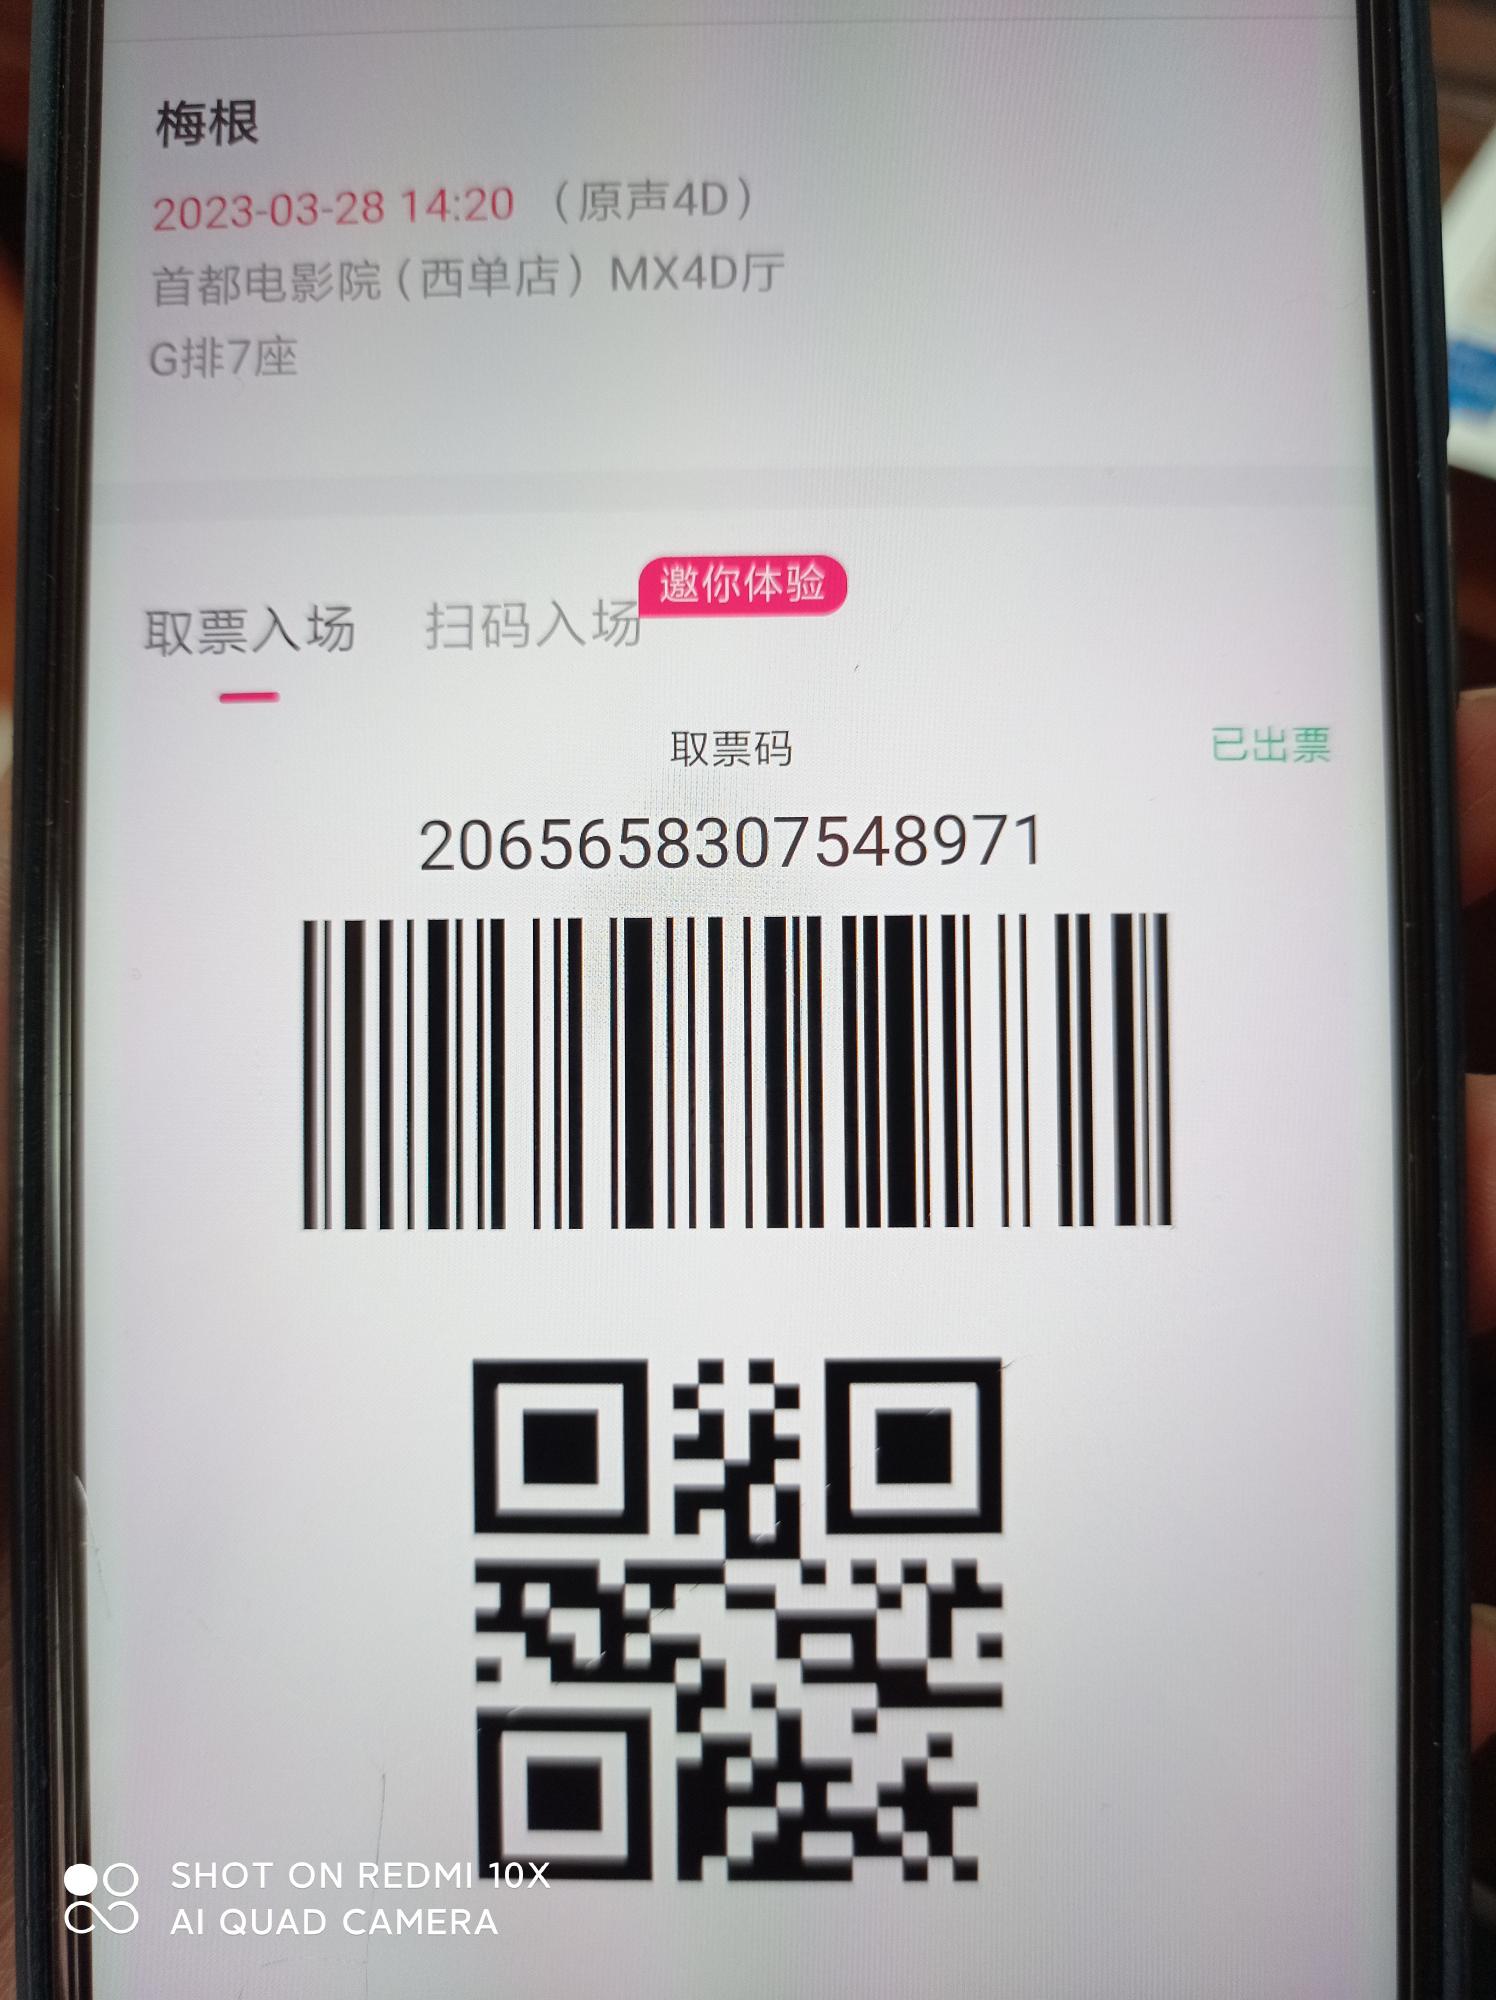 梅根
2023-03-28 14:20 （原声4D）
首都电影院（西单店）MX4D厅
G排7座
邀你体验
取票入场 扫码入场
取票码 已出票
2065658307548971
SHOT ON REDMI 10X
AI QUAD CAMERA